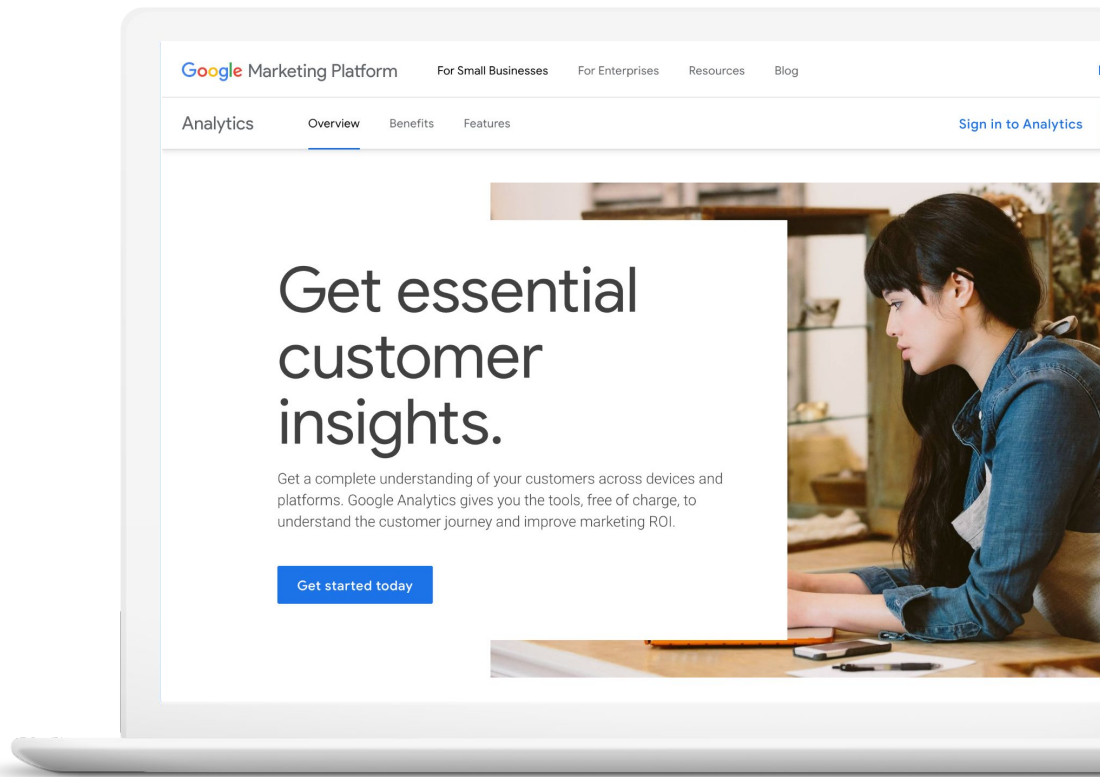 Google Marketing Platform For Small Businesses For Enterprises Resources Blog
Analytics Overview Benefits Features Sign in to Analytics
Get essential
customer
insights.
Get a complete understanding of your customers across devices and
platforms. Google Analytics gives you the tools, free of charge, to
understand the customer journey and improve marketing ROI.
Get started today